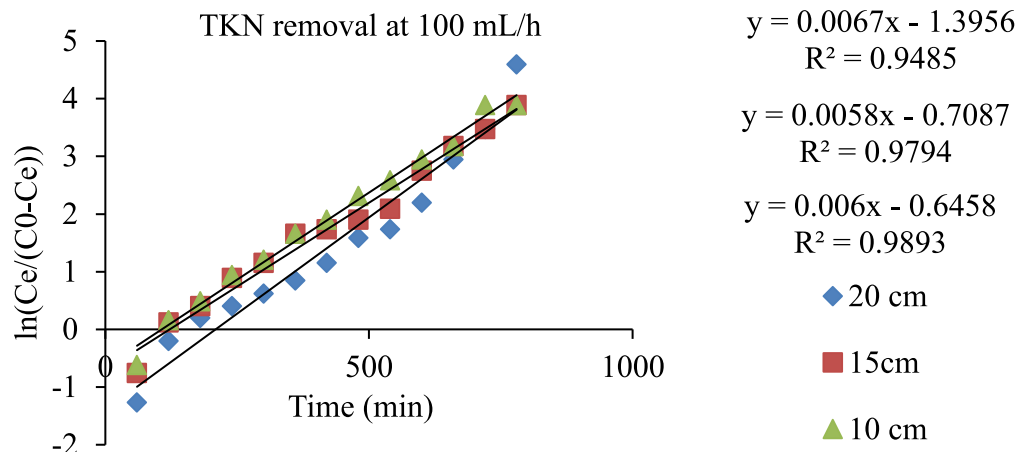 TKN removal at 100 mL/h
ln(Ce/((C0-Ce))
5
4
3
2
1
0
-1
-2
0
500
1000
Time (min)
y = 0.0067x - 1.3956
R² = 0.9485
y = 0.0058x - 0.7087
R² = 0.9794
y = 0.006x - 0.6458
R² = 0.9893
20 cm
15cm
10 cm